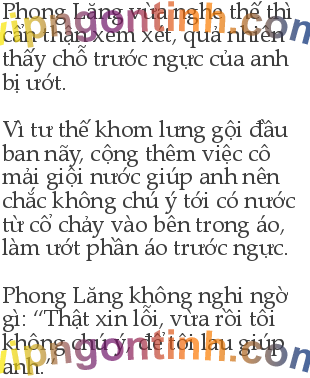 Phong Lăng vừa nghe thế thì
cẩn thận xem xét, quả nhiên
thấy chỗ trước ngực của anh
bị ướt.
Vì tư thế khom lưng gội đầu
ban nãy, cộng thêm việc cô
mải giội nước giúp anh nên
chắc không chú ý tới có nước
từ cổ chảy vào bên trong áo,
làm ướt phần áo trước ngực.
Phong Lăng không nghi ngờ
gì: “Thật xin lỗi, vừa rồi tôi
không chú ý, để tôi lau giúp
anh.”
vipngontinh.com
vipngontinh.com